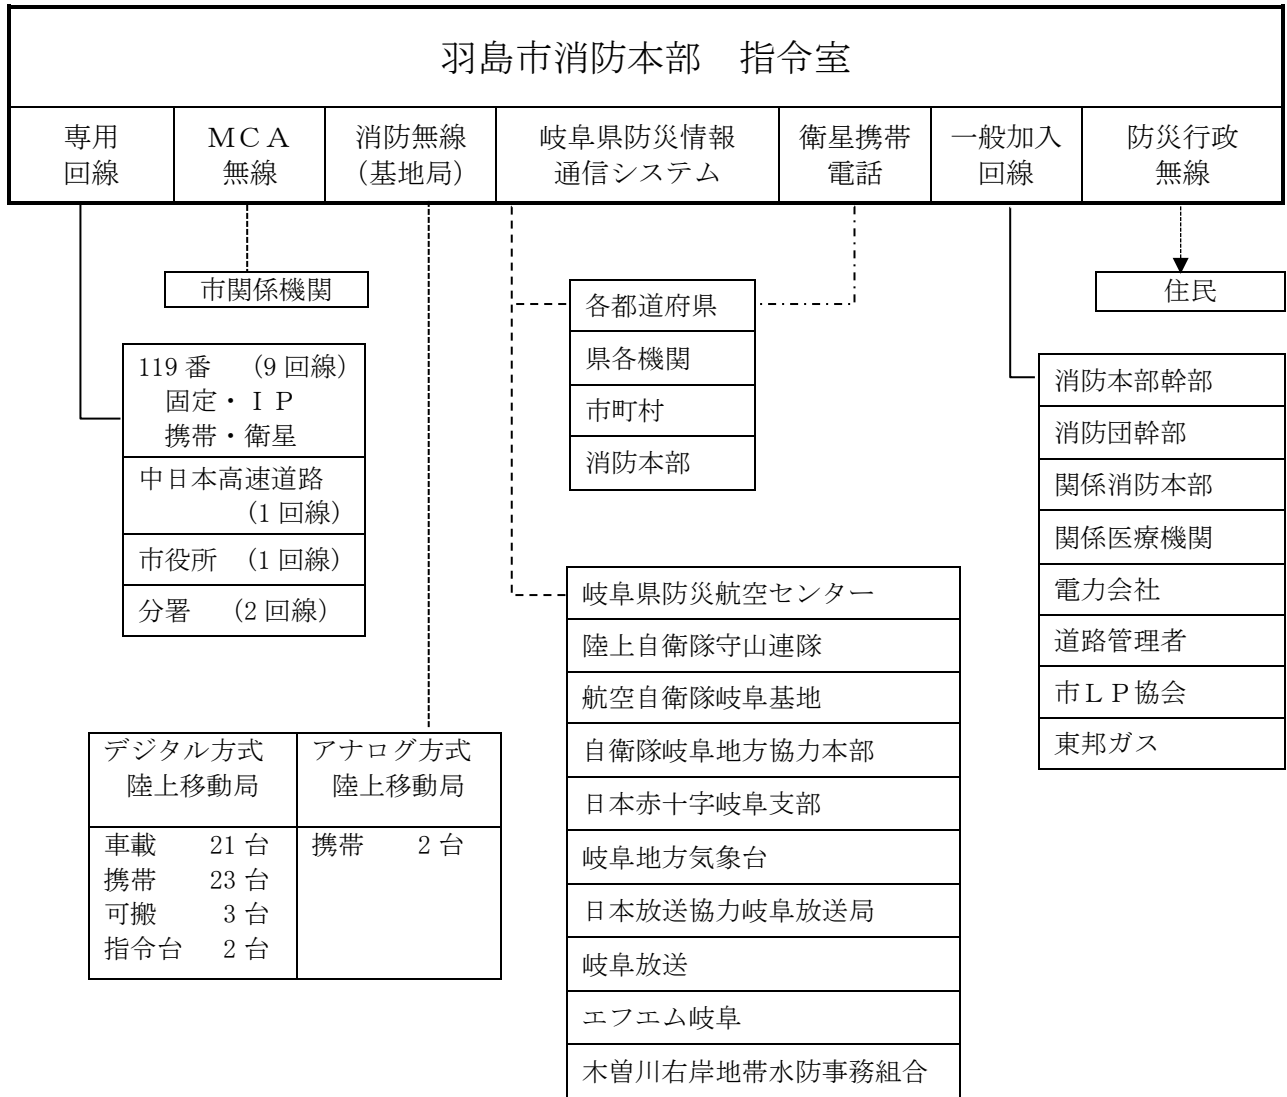 羽島市消防本部　指令室
専用
回線
ＭＣＡ
無線
消防無線
（基地局）
岐阜県防災情報
通信システム
衛星携帯
電話
一般加入
回線
防災行政
無線
市関係機関
住民
119 番　（9 回線）
固定・ＩＰ
携帯・衛星
中日本高速道路
（1 回線）
市役所　（1 回線）
分署　（2 回線）
各都道府県
県各機関
市町村
消防本部
消防本部幹部
消防団幹部
関係消防本部
関係医療機関
電力会社
道路管理者
市ＬＰ協会
東邦ガス
岐阜県防災航空センター
陸上自衛隊守山連隊
航空自衛隊岐阜基地
自衛隊岐阜地方協力本部
日本赤十字岐阜支部
岐阜地方気象台
日本放送協力岐阜放送局
岐阜放送
エフエム岐阜
木曽川右岸地帯水防事務組合
デジタル方式
陸上移動局
アナログ方式
陸上移動局
車載　21 台
携帯　23 台
可搬　3 台
指令台　2 台
携帯　2 台